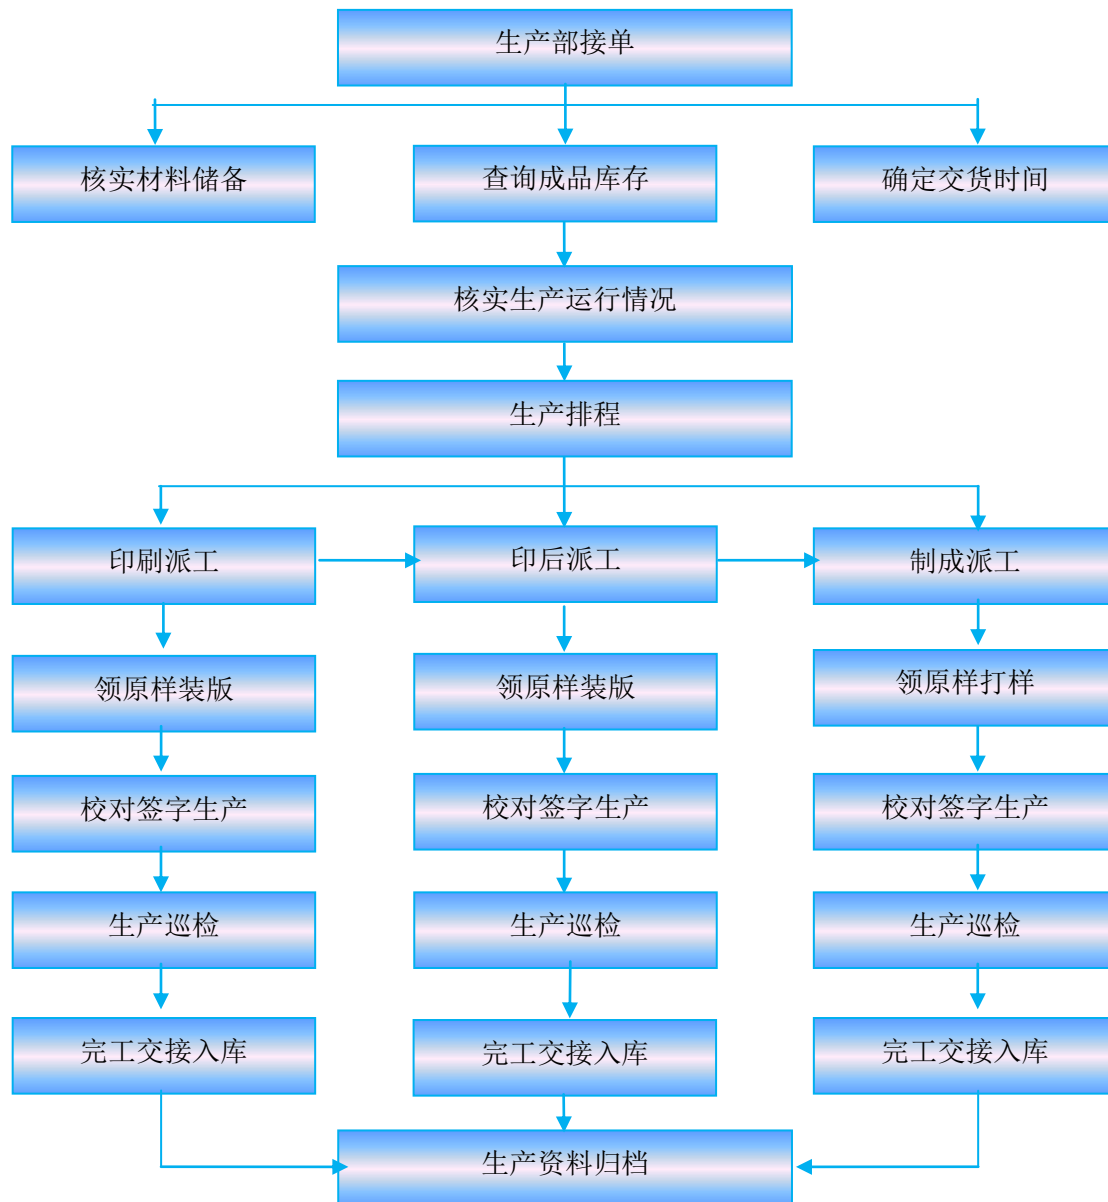 生产部接单
核实材料储备
查询成品库存
确定交货时间
核实生产运行情况
生产排程
印刷派工
印后派工
制成派工
领原样装版
领原样装版
领原样打样
校对签字生产
校对签字生产
校对签字生产
生产巡检
生产巡检
生产巡检
完工交接入库
完工交接入库
完工交接入库
生产资料归档